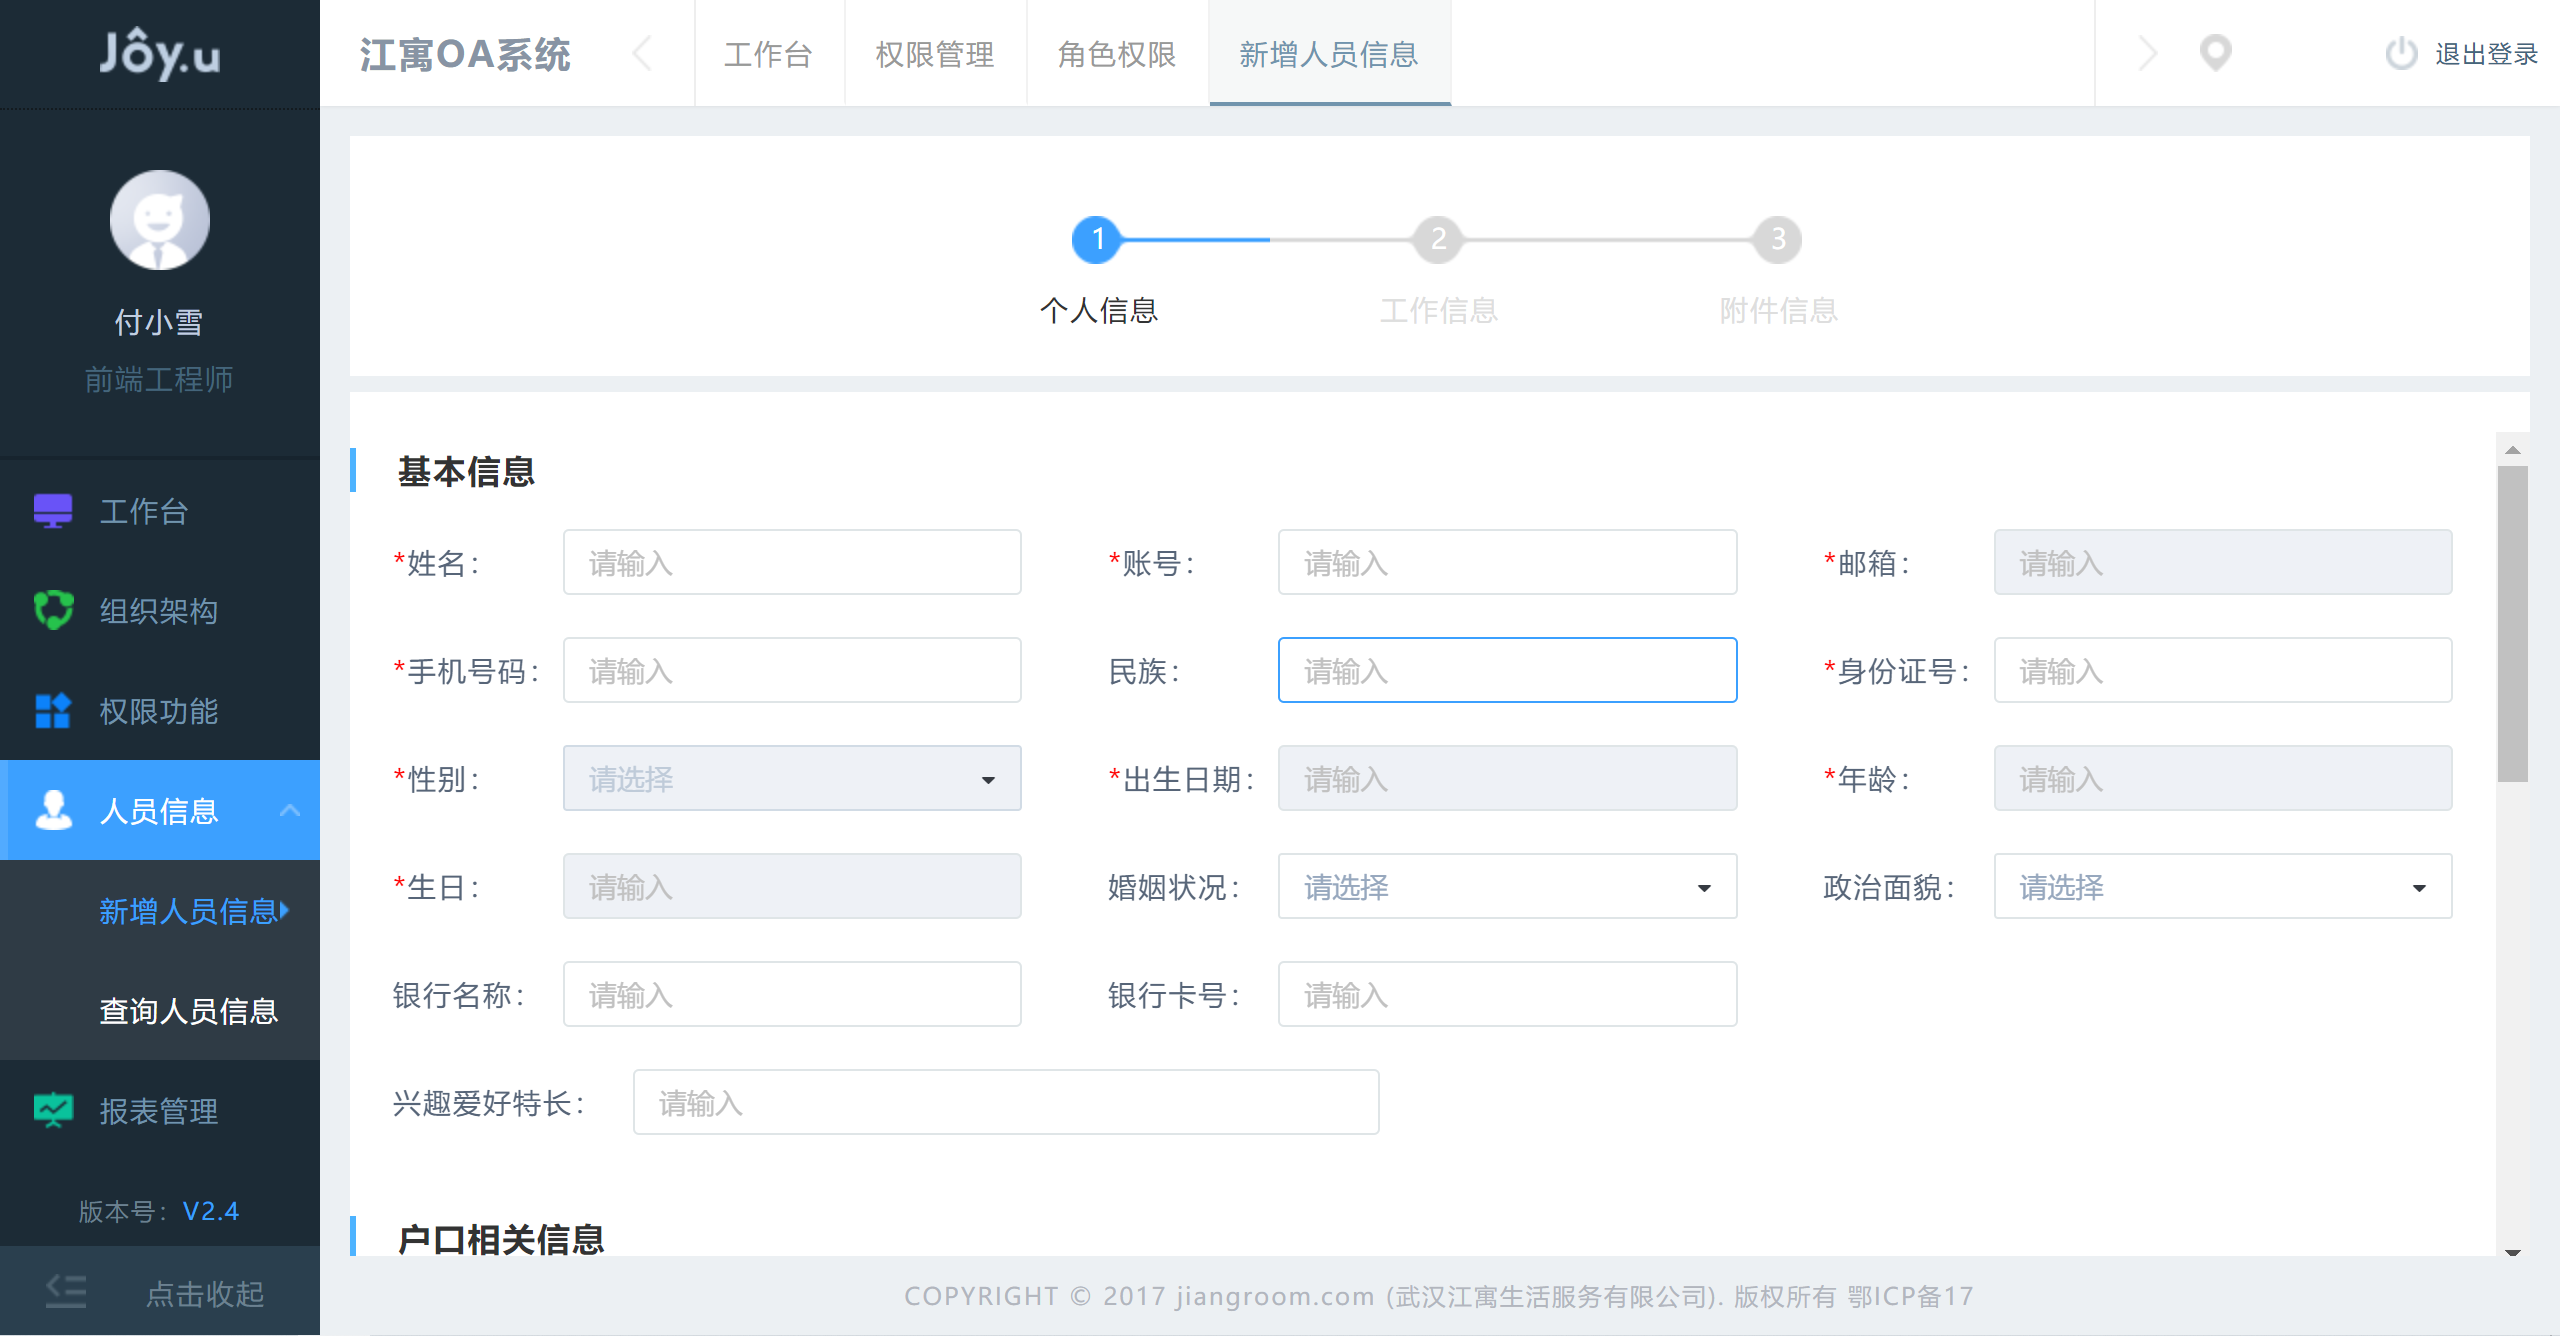 Jôy.u
江寓OA系统
工作台
权限管理
角色权限
新增人员信息
退出登录
付小雪
前端工程师
工作台
组织架构
权限功能
人员信息
新增人员信息
查询人员信息
报表管理
版本号：V2.4
点击收起
1
2
3
个人信息
工作信息
附件信息
基本信息
*姓名： 请输入
*账号： 请输入
*邮箱： 请输入
*手机号码： 请输入
民族： 请输入
*身份证号： 请输入
*性别： 请选择
*出生日期： 请输入
*年龄： 请输入
*生日： 请输入
婚姻状况： 请选择
政治面貌： 请选择
银行名称： 请输入
银行卡号： 请输入
兴趣爱好特长： 请输入
户口相关信息
COPYRIGHT © 2017 jiangroom.com (武汉江寓生活服务有限公司). 版权所有 鄂ICP备17